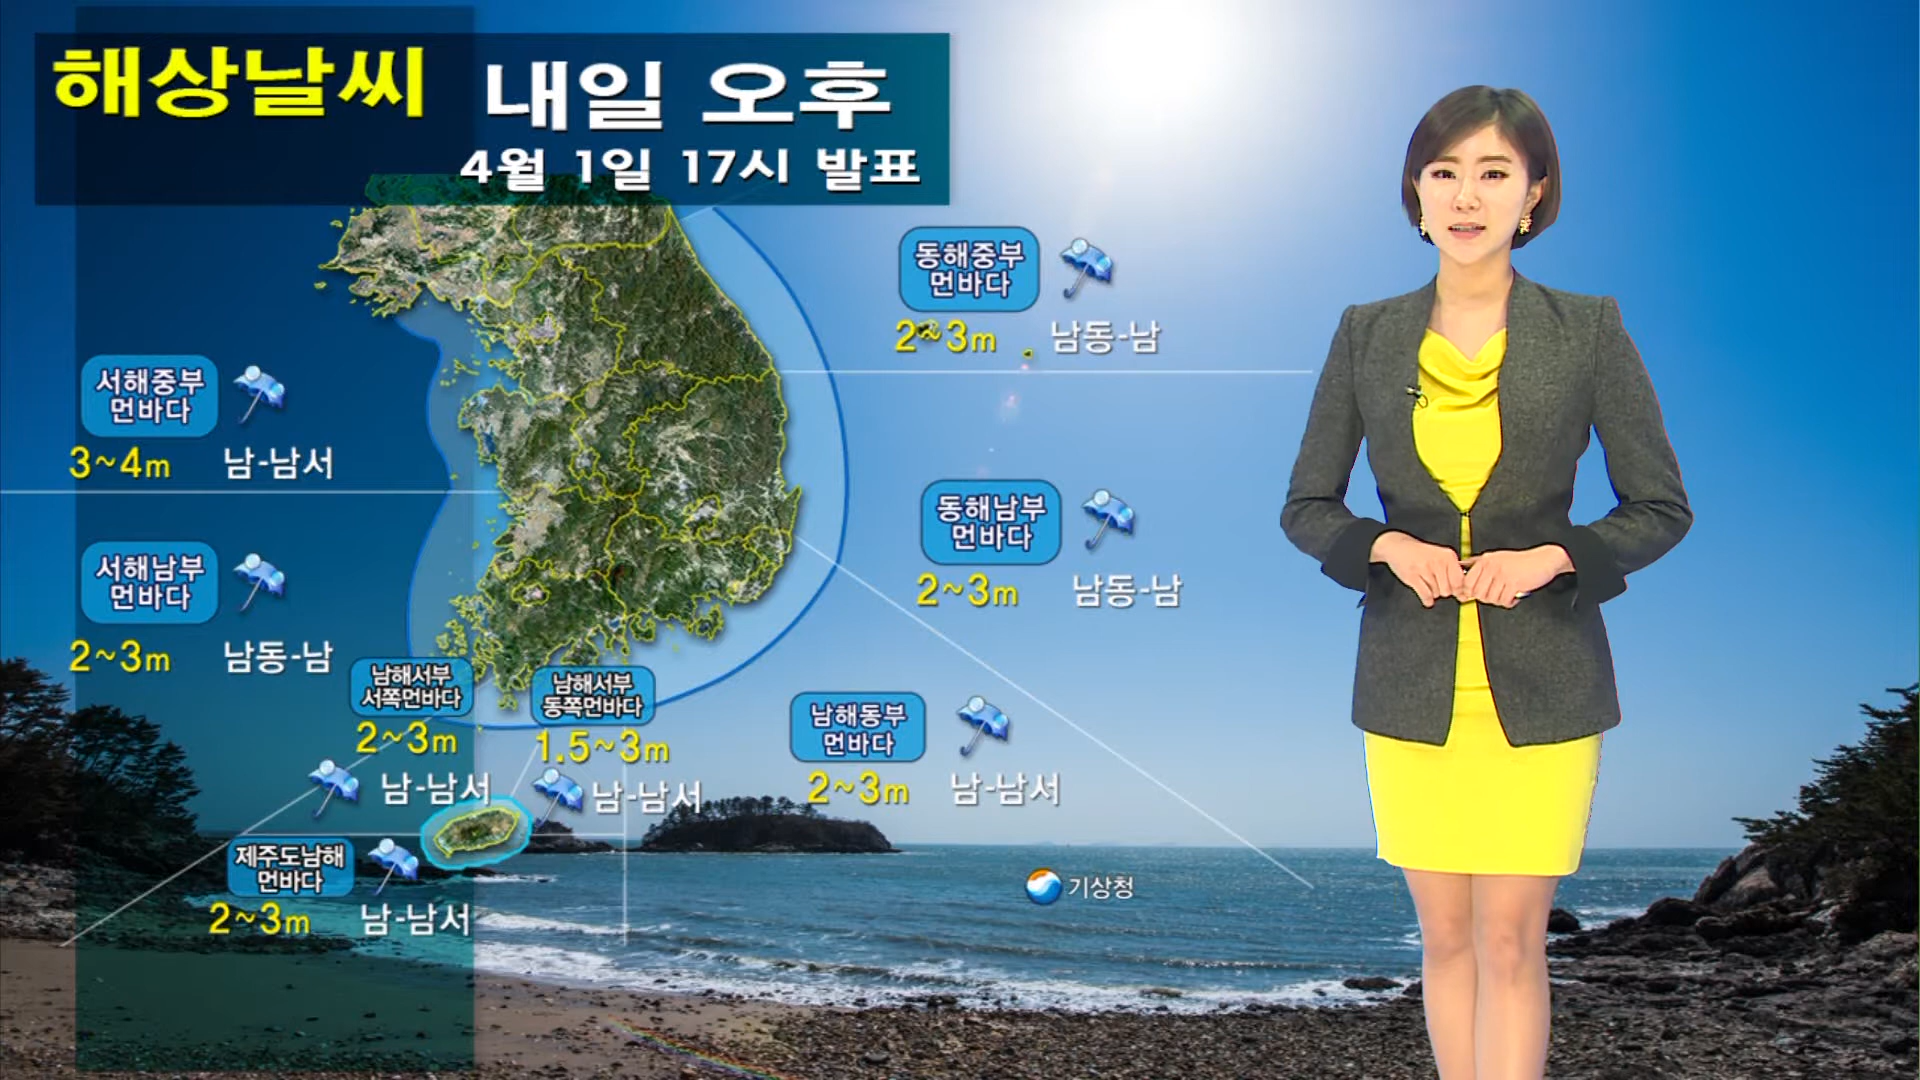 해상날씨
내일 오후
4월 1일 17시 발표
동해중부
먼바다
2~3m 남동-남
서해중부
먼바다
3~4m 남-남서
동해남부
먼바다
2~3m 남동-남
서해남부
먼바다
2~3m 남동-남
남해서부
서쪽먼바다
2~3m
남-남서
남해서부
동쪽먼바다
1.5~3m
남-남서
남해동부
먼바다
2~3m 남-남서
제주도남해
먼바다
2~3m 남-남서
기상청